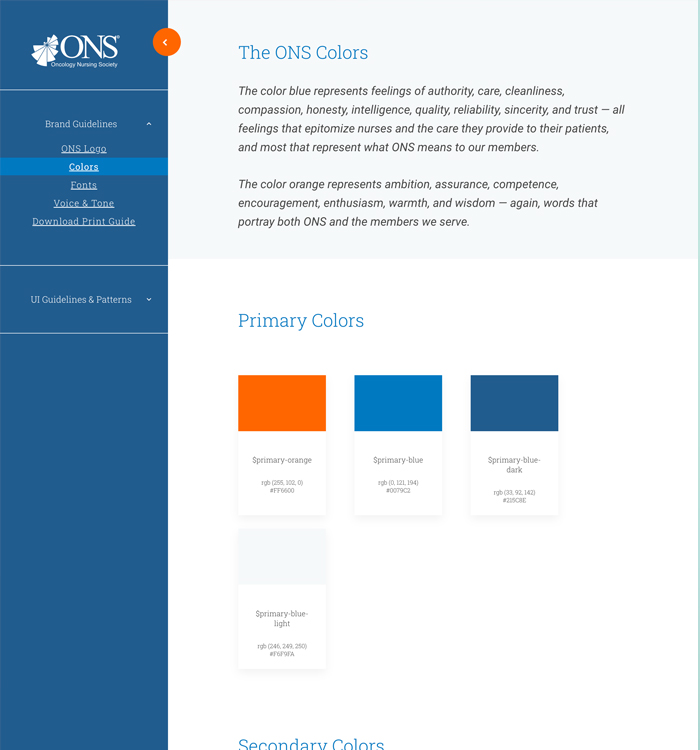 ONS®
Oncology Nursing Society
Brand Guidelines
ONS Logo
Colors
Fonts
Voice & Tone
Download Print Guide
UI Guidelines & Patterns
The ONS Colors
The color blue represents feelings of authority, care, cleanliness,
compassion, honesty, intelligence, quality, reliability, sincerity, and trust — all
feelings that epitomize nurses and the care they provide to their patients,
and most that represent what ONS means to our members.
The color orange represents ambition, assurance, competence,
encouragement, enthusiasm, warmth, and wisdom — again, words that
portray both ONS and the members we serve.
Primary Colors
$primary-orange
rgb (255, 102, 0)
#FF6600
$primary-blue
rgb (0, 121, 194)
#0079C2
$primary-blue-
dark
rgb (33, 92, 142)
#215C8E
$primary-blue-
light
rgb (246, 249, 250)
#F6F9FA
Secondary Colors